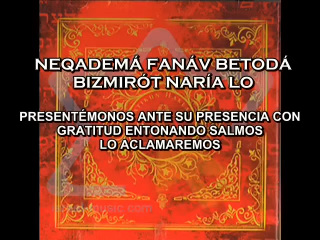 NEQADEMÁ FANÁV BETODÁ
BIZMIRÓT NARÍA LO
PRESENTÉMONOS ANTE SU PRESENCIA CON
GRATITUD ENTONANDO SALMOS
LO ACLAMAREMOS